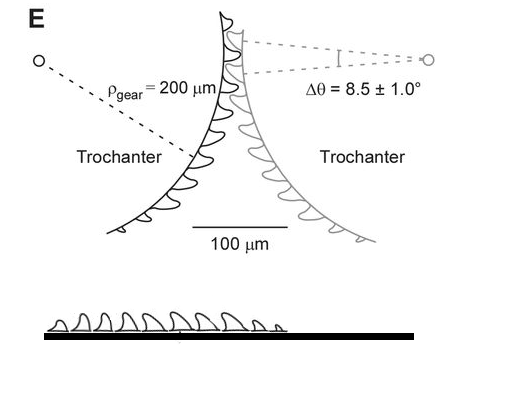 E
ρgear = 200 μm
Δθ = 8.5 ± 1.0°
Trochanter
Trochanter
100 μm